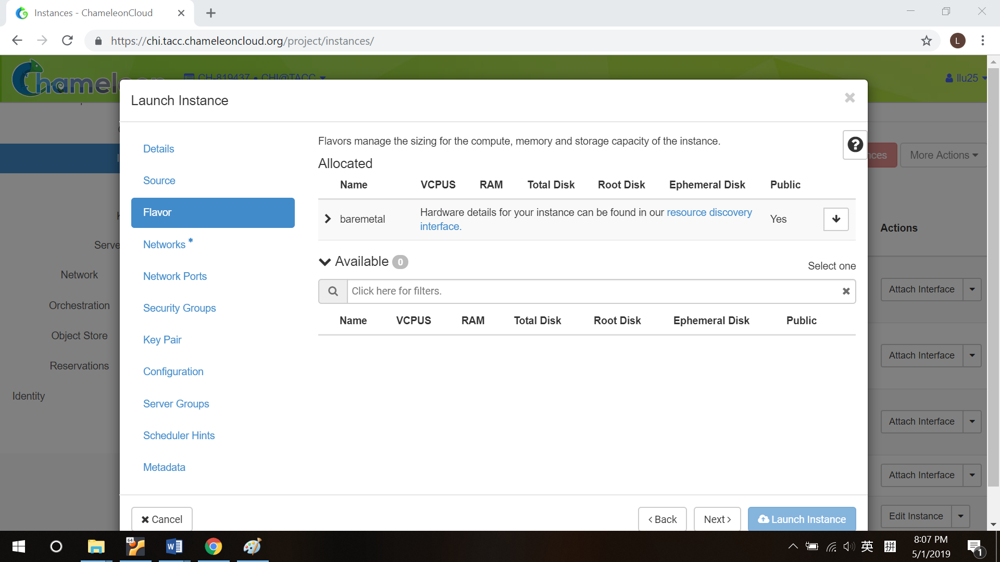 Instances - ChameleonCloud
https://chi.tacc.chameleoncloud.org/project/instances/
CH-819437 • CHI@TACC
llu25
Launch Instance
Details
Source
Flavor
Networks *
Network Ports
Security Groups
Key Pair
Configuration
Server Groups
Scheduler Hints
Metadata
Flavors manage the sizing for the compute, memory and storage capacity of the instance.
Allocated
Name VCPUS RAM Total Disk Root Disk Ephemeral Disk Public
baremetal Hardware details for your instance can be found in our resource discovery interface. Yes
Available 0
Select one
Click here for filters.
Name VCPUS RAM Total Disk Root Disk Ephemeral Disk Public
Cancel
< Back
Next >
Launch Instance
Network
Orchestration
Object Store
Reservations
Identity
More Actions
Actions
Attach Interface
Attach Interface
Attach Interface
Attach Interface
Edit Instance
64
W
L
英
拼
8:07 PM
5/1/2019
1